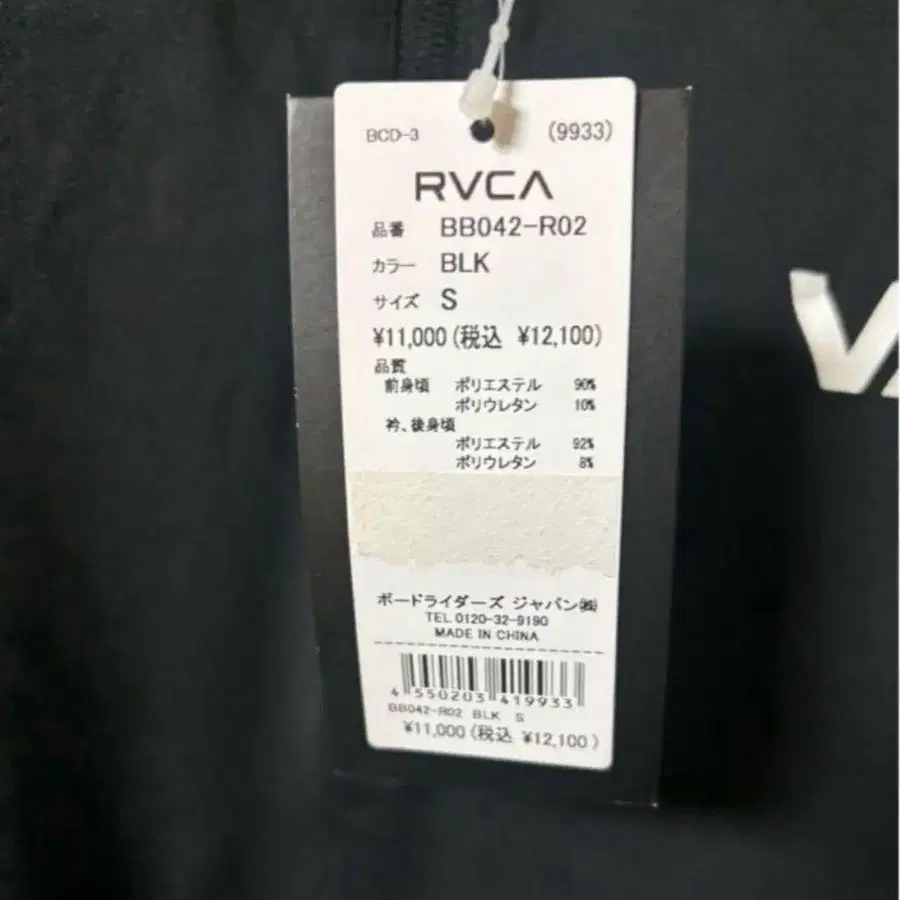 BCD-3 (9933)
RVCA
品番 BB042-R02
カラー BLK
サイズ S
¥11,000(税込 ¥12,100)
品質
前身頃 ポリエステル 90%
ポリウレタン 10%
衿、後身頃
ポリエステル 92%
ポリウレタン 8%
ボードライダーズ ジャパン㈱
TEL 0120-32-9190
MADE IN CHINA
4 550203 419933
BB042-R02 BLK S
¥11,000(税込 ¥12,100)